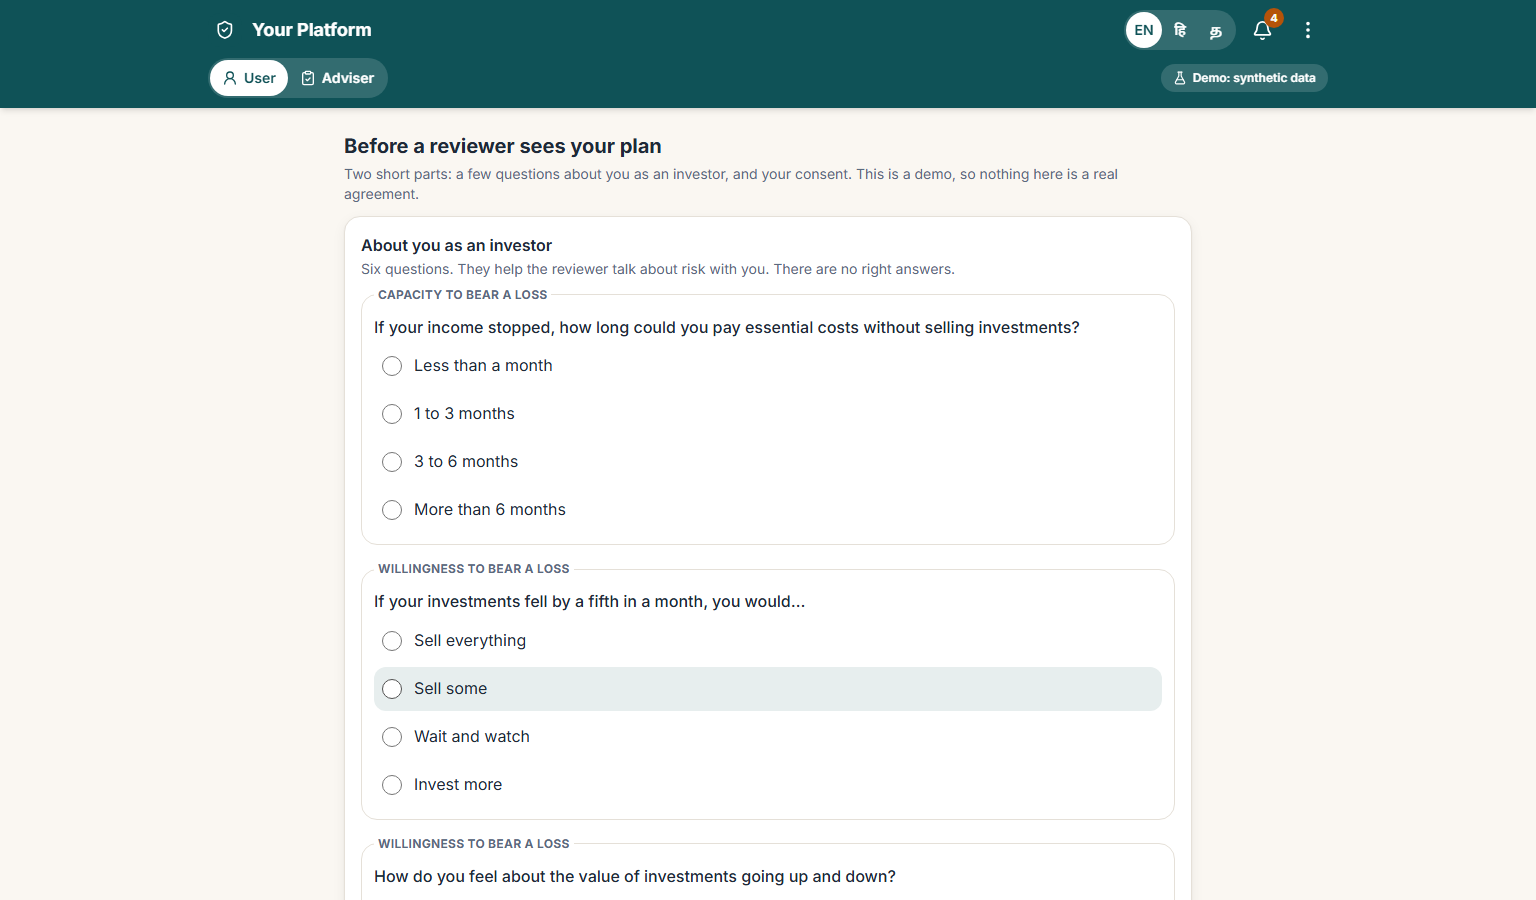 Your Platform
EN हि த 4
User Adviser
Demo: synthetic data
Before a reviewer sees your plan
Two short parts: a few questions about you as an investor, and your consent. This is a demo, so nothing here is a real
agreement.
About you as an investor
Six questions. They help the reviewer talk about risk with you. There are no right answers.
CAPACITY TO BEAR A LOSS
If your income stopped, how long could you pay essential costs without selling investments?
Less than a month
1 to 3 months
3 to 6 months
More than 6 months
WILLINGNESS TO BEAR A LOSS
If your investments fell by a fifth in a month, you would...
Sell everything
Sell some
Wait and watch
Invest more
WILLINGNESS TO BEAR A LOSS
How do you feel about the value of investments going up and down?